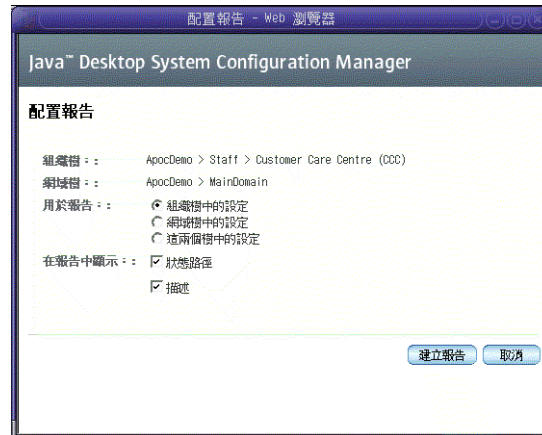 配置報告 - Web 瀏覽器
Java™ Desktop System Configuration Manager
配置報告
組織樹:: ApocDemo > Staff > Customer Care Centre (CCC)
網域樹:: ApocDemo > MainDomain
用於報告:: 組織樹中的設定
網域樹中的設定
這兩個樹中的設定
在報告中顯示:: 狀態路徑
描述
建立報告 取消